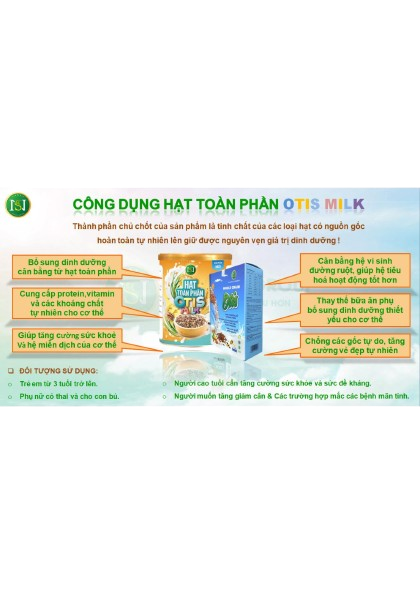 CÔNG DỤNG HẠT TOÀN PHẦN OTIS MILK
Thành phần chủ chốt của sản phẩm là tinh chất của các loại hạt có nguồn gốc
hoàn toàn tự nhiên lên giữ được nguyên vẹn giá trị dinh dưỡng !
Bổ sung dinh dưỡng
cân bằng từ hạt toàn phần
Cung cấp protein,vitamin
và các khoáng chất
tự nhiên cho cơ thể
Giúp tăng cường sức khoẻ
Và hệ miễn dịch của cơ thể
HẠT
TOÀN PHẦN
OTIS
Cân bằng hệ vi sinh
đường ruột, giúp hệ tiêu
hoá hoạt động tốt hơn
Thay thế bữa ăn phụ
bổ sung dinh dưỡng thiết
yếu cho cơ thể
Chống các gốc tự do, tăng
cường vẻ đẹp tự nhiên
ĐỐI TƯỢNG SỬ DỤNG:
Trẻ em từ 3 tuổi trở lên.
Phụ nữ có thai và cho con bú.
Người cao tuổi cần tăng cường sức khoẻ và sức đề kháng.
Người muốn tăng giảm cân & Các trường hợp mắc các bệnh mãn tính.